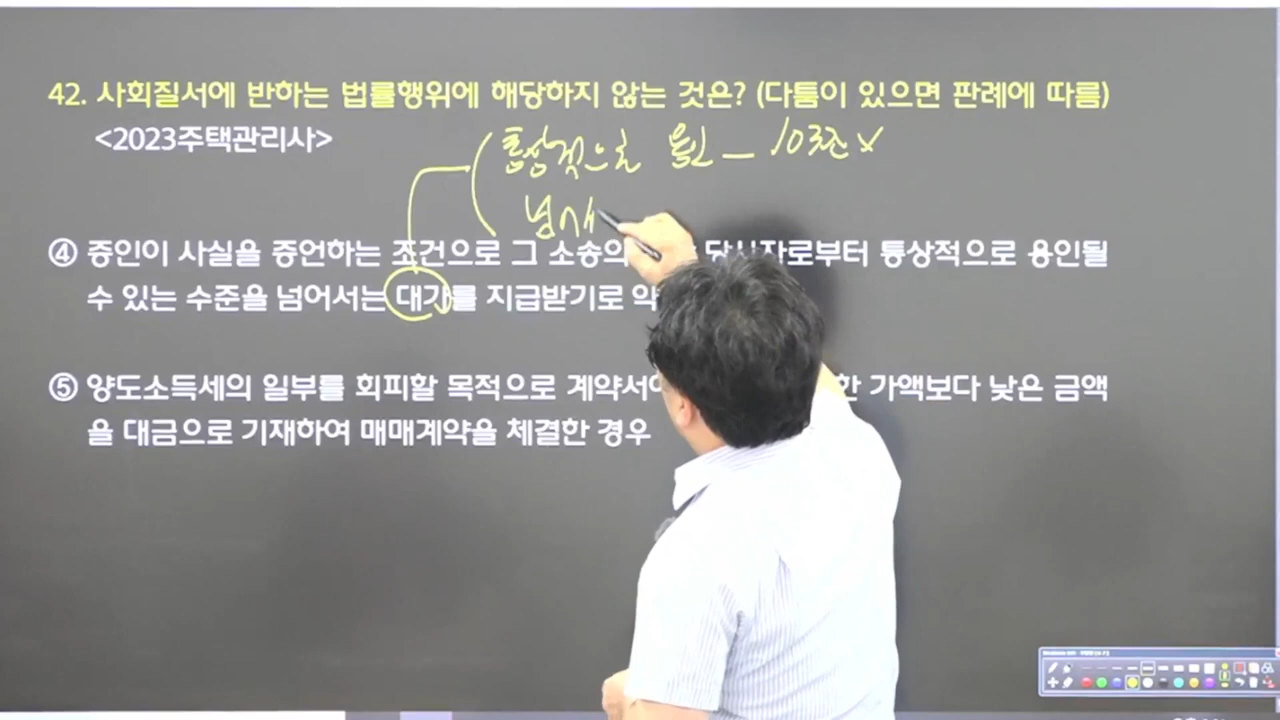 42. 사회질서에 반하는 법률행위에 해당하지 않는 것은? (다툼이 있으면 판례에 따름)
<2023주택관리사>
통상적으로 용인 – 103조 X
넘어서
④ 증인이 사실을 증언하는 조건으로 그 소송의 당사자로부터 통상적으로 용인될
수 있는 수준을 넘어서는 대가를 지급받기로 약
⑤ 양도소득세의 일부를 회피할 목적으로 계약서에 한 가액보다 낮은 금액
을 대금으로 기재하여 매매계약을 체결한 경우